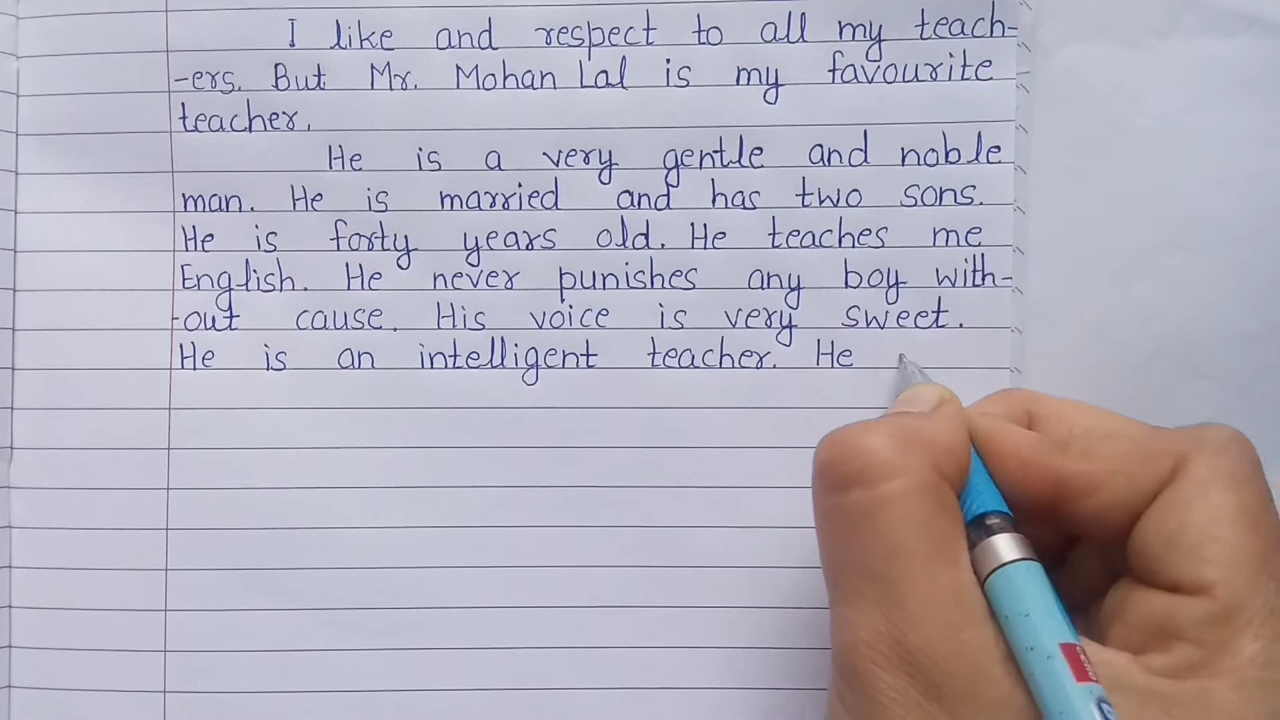 I like and respect to all my teach-
-ers. But Mr. Mohan Lal is my favourite
teacher.
He is a very gentle and noble
man. He is married and has two sons.
He is forty years old. He teaches me
English. He never punishes any boy with-
-out cause. His voice is very sweet.
He is an intelligent teacher. He